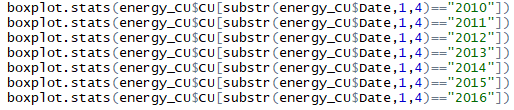 boxplot.stats(energy_CU$CU[substr(energy_CU$Date,1,4)=="2010"])
boxplot.stats(energy_CU$CU[substr(energy_CU$Date,1,4)=="2011"])
boxplot.stats(energy_CU$CU[substr(energy_CU$Date,1,4)=="2012"])
boxplot.stats(energy_CU$CU[substr(energy_CU$Date,1,4)=="2013"])
boxplot.stats(energy_CU$CU[substr(energy_CU$Date,1,4)=="2014"])
boxplot.stats(energy_CU$CU[substr(energy_CU$Date,1,4)=="2015"])
boxplot.stats(energy_CU$CU[substr(energy_CU$Date,1,4)=="2016"])